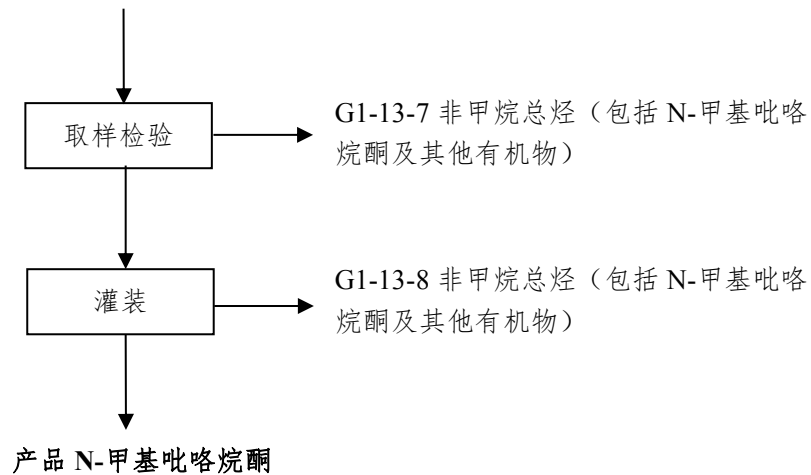 取样检验
G1-13-7 非甲烷总烃（包括 N-甲基吡咯
烷酮及其他有机物）
灌装
G1-13-8 非甲烷总烃（包括 N-甲基吡咯
烷酮及其他有机物）
产品 N-甲基吡咯烷酮